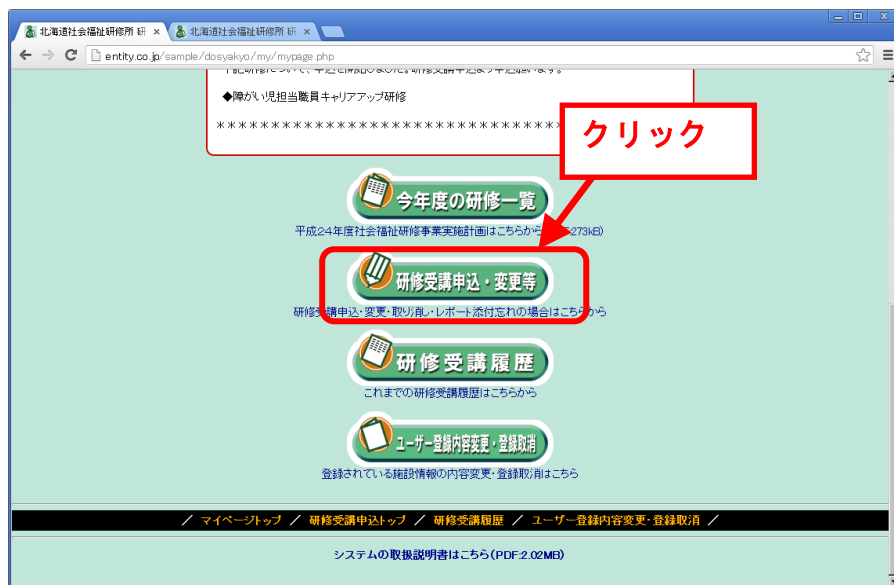 北海道社会福祉研修所 研 ×
北海道社会福祉研修所 研 ×
entity.co.jp/sample/dosyakyo/my/mypage.php
◆障がい児担当職員キャリアアップ研修
********************************
クリック
今年度の研修一覧
平成24年度社会福祉研修事業実施計画はこちらから
273kB)
研修受講申込・変更等
研修受講申込・変更・取り消し・レポート添付忘れの場合はこちらから
研修受講履歴
これまでの研修受講履歴はこちらから
ユーザー登録内容変更・登録取消
登録されている施設情報の内容変更・登録取消はこちら
／ マイページトップ ／ 研修受講申込トップ ／ 研修受講履歴 ／ ユーザー登録内容変更・登録取消 ／
システムの取扱説明書はこちら(PDF:2.02MB)